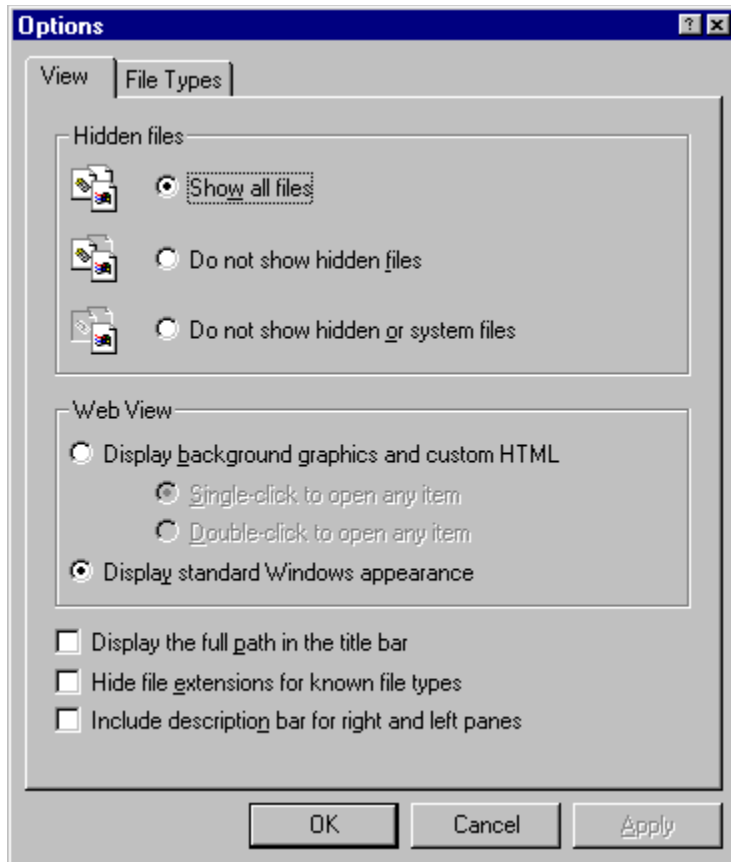 Options
View
File Types
Hidden files
Show all files
Do not show hidden files
Do not show hidden or system files
Web View
Display background graphics and custom HTML
Single-click to open any item
Double-click to open any item
Display standard Windows appearance
Display the full path in the title bar
Hide file extensions for known file types
Include description bar for right and left panes
OK
Cancel
Apply